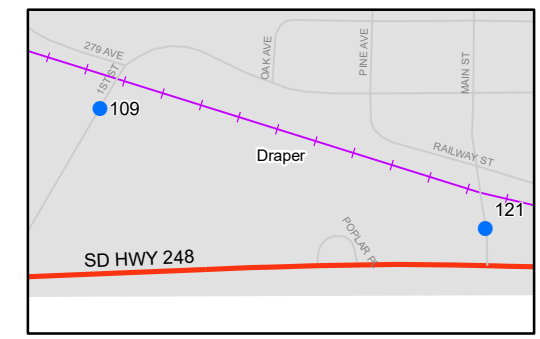 279 AVE
OAK AVE
PINE AVE
MAIN ST
1ST ST
109
Draper
RAILWAY ST
121
POPLAR
SD HWY 248